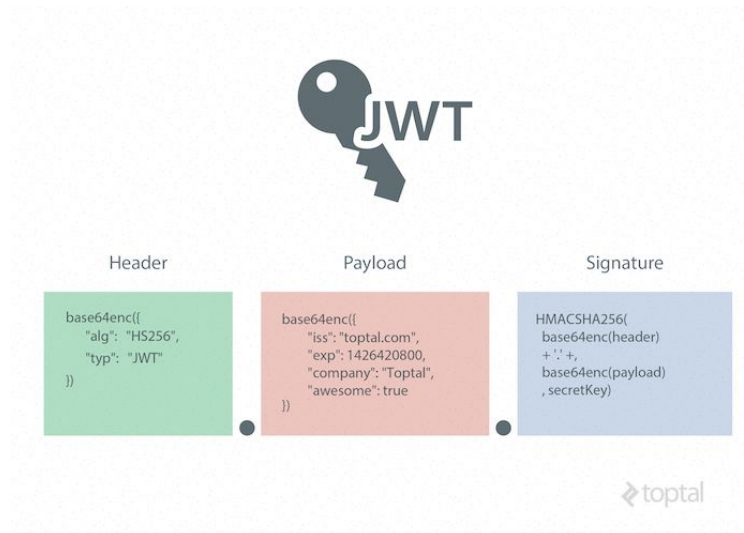 JWT
Header
Payload
Signature
base64enc({
"alg": "HS256",
"typ": "JWT"
})
base64enc({
"iss": "toptal.com",
"exp": 1426420800,
"company": "Toptal",
"awesome": true
})
HMACSHA256(
base64enc(header)
+ '.' +,
base64enc(payload)
, secretKey)
toptal